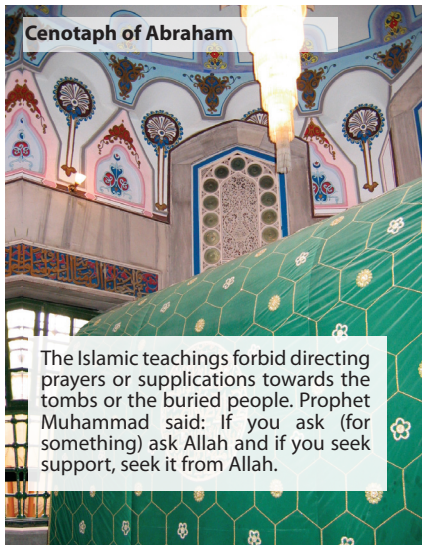 Cenotaph of Abraham
The Islamic teachings forbid directing
prayers or supplications towards the
tombs or the buried people. Prophet
Muhammad said: If you ask (for
something) ask Allah and if you seek
support, seek it from Allah.